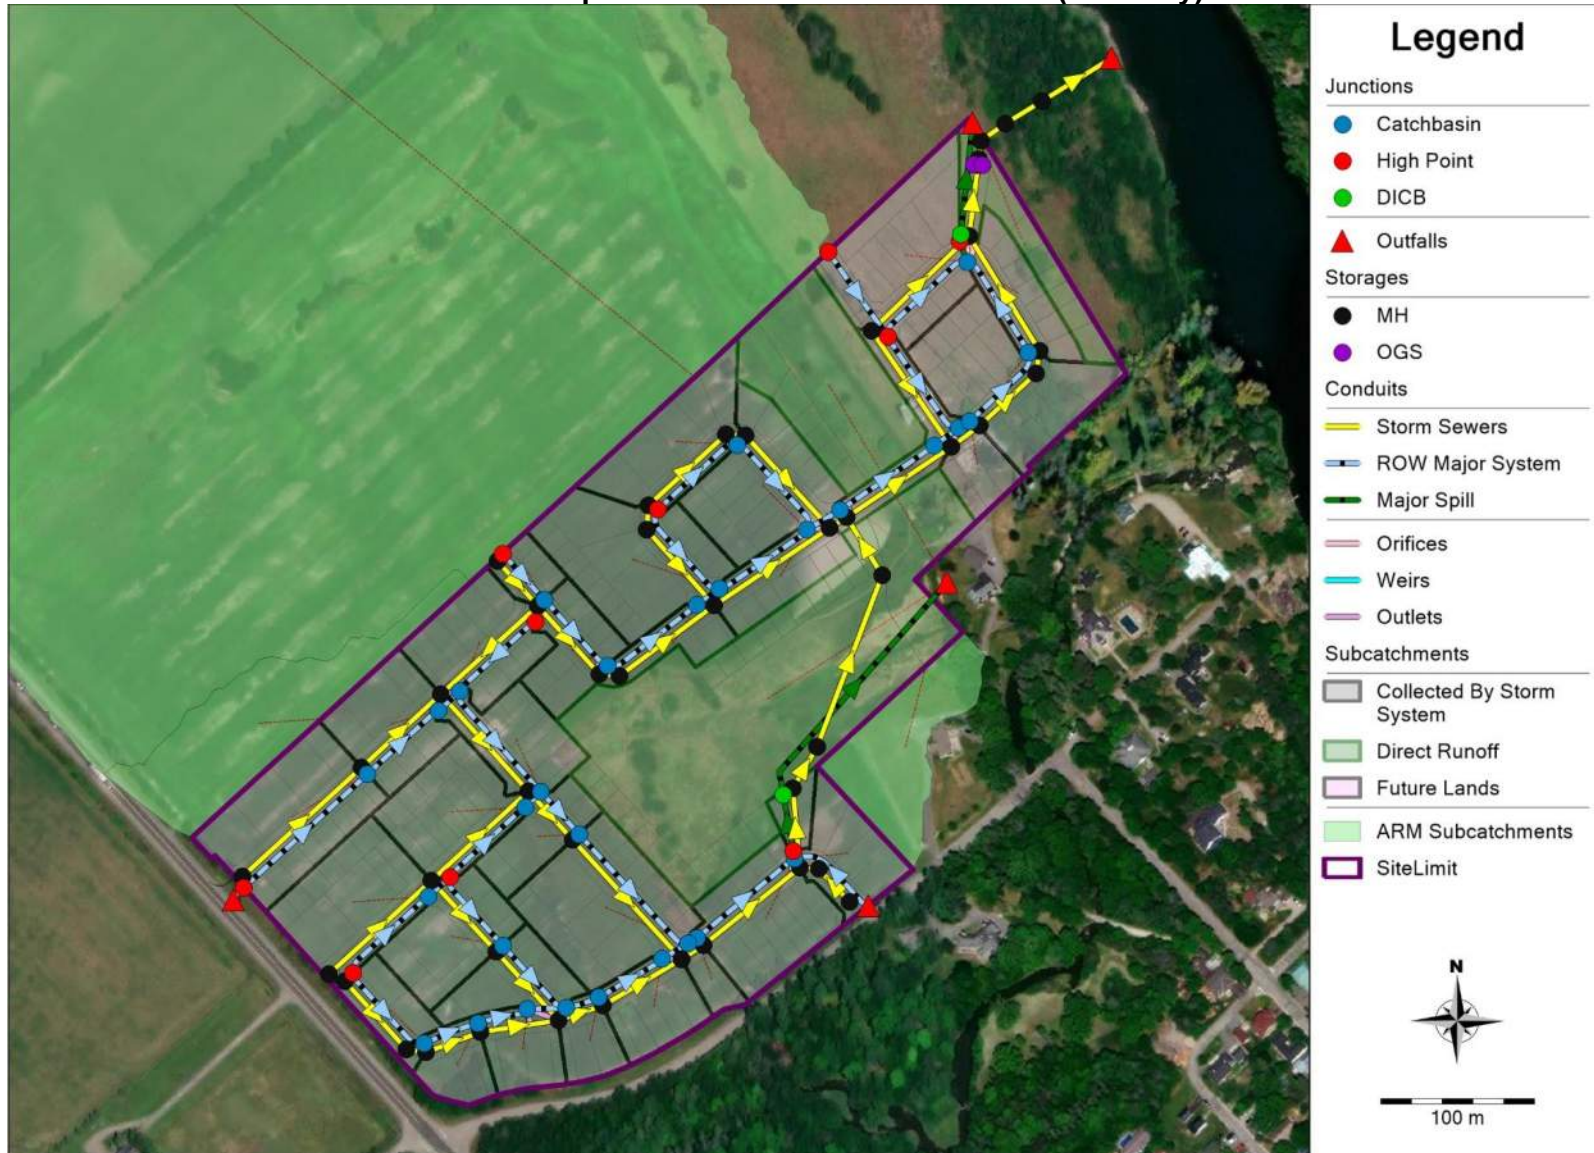 Legend
Junctions
Catchbasin
High Point
DICB
Outfalls
Storages
MH
OGS
Conduits
Storm Sewers
ROW Major System
Major Spill
Orifices
Weirs
Outlets
Subcatchments
Collected By Storm
System
Direct Runoff
Future Lands
ARM Subcatchments
SiteLimit
N
100 m